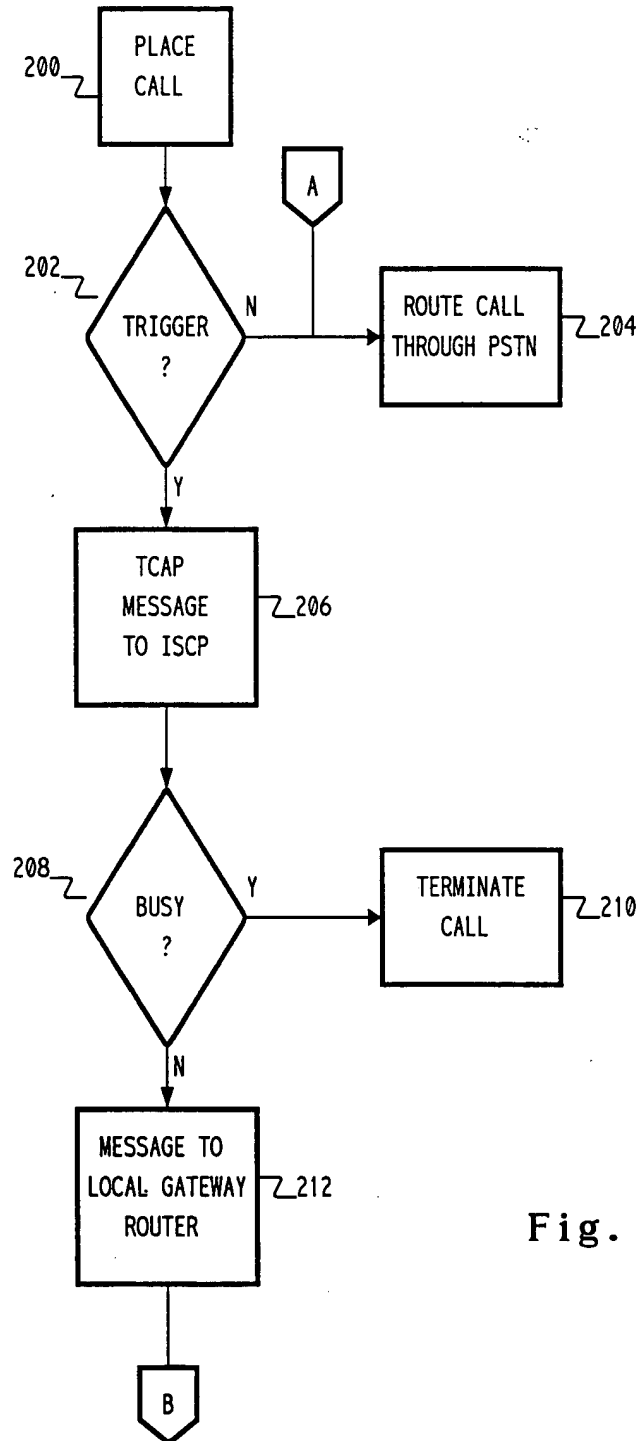 PLACE
CALL
200
A
202
TRIGGER
?
N
ROUTE CALL
THROUGH PSTN
204
Y
TCAP
MESSAGE
TO ISCP
206
208
BUSY
?
Y
TERMINATE
CALL
210
N
MESSAGE TO
LOCAL GATEWAY
ROUTER
212
Fig.
B